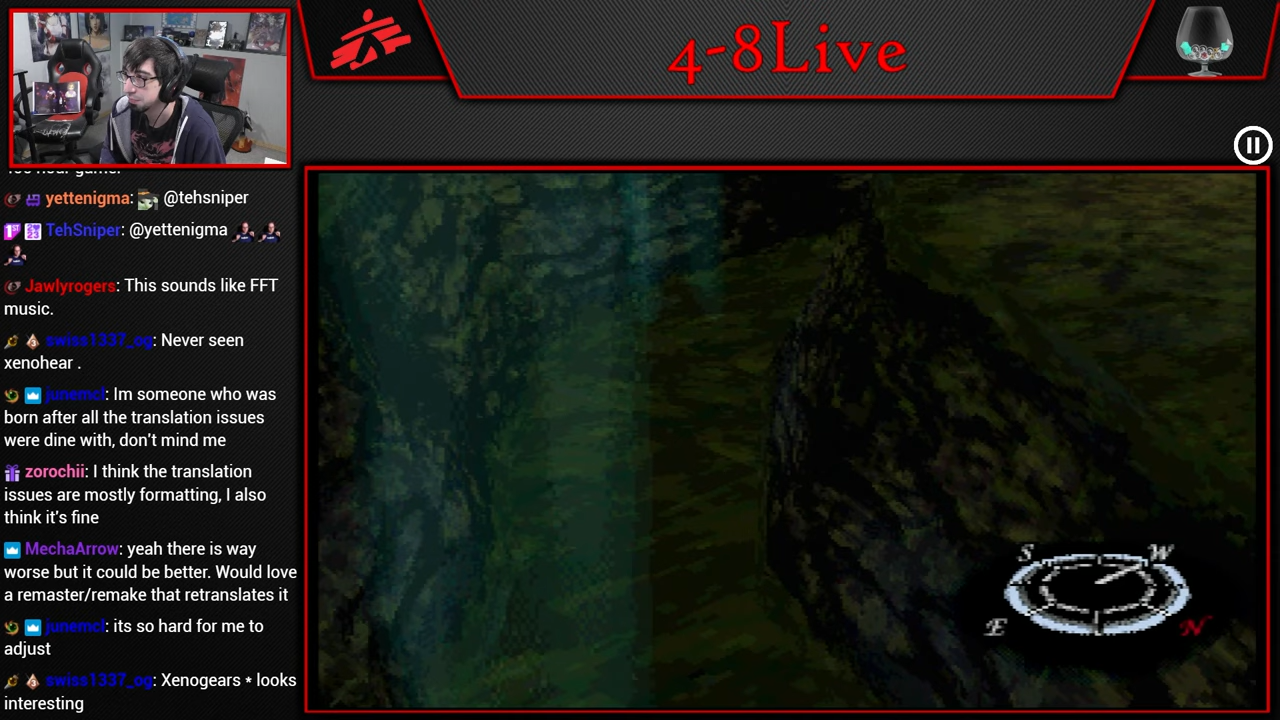 4-8Live
yettenigma: @tehsniper
TehSniper: @yettenigma
Jawlyrogers: This sounds like FFT
music.
swiss1337_og: Never seen
xenohear .
junemcf: Im someone who was
born after all the translation issues
were dine with, don't mind me
zorochii: I think the translation
issues are mostly formatting, I also
think it's fine
MechaArrow: yeah there is way
worse but it could be better. Would love
a remaster/remake that retranslates it
junemcf: its so hard for me to
adjust
swiss1337_og: Xenogears * looks
interesting
S W
E N